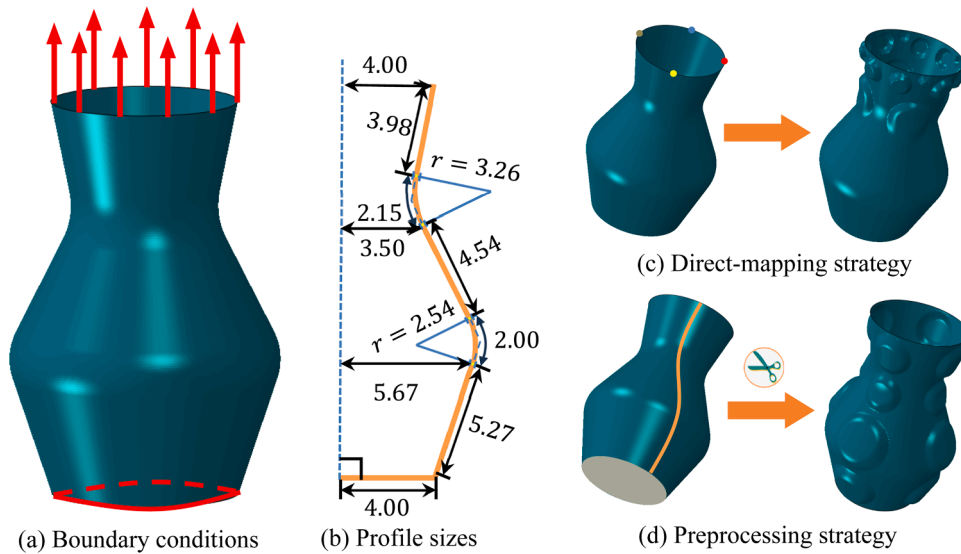 4.00
3.98
r = 3.26
2.15
3.50
4.54
r = 2.54
2.00
5.67
5.27
4.00
(a) Boundary conditions
(b) Profile sizes
(c) Direct-mapping strategy
(d) Preprocessing strategy